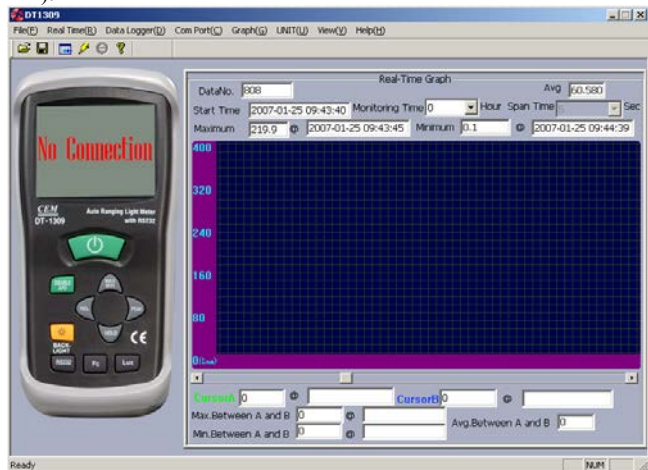 DT1309
File(F) Real Time(R) Data Logger(D) Com Port(C) Graph(G) UNIT(U) View(V) Help(H)
Real-Time Graph
DataNo. 808 Avg 60.580
Start Time 2007-01-25 09:43:40 Monitoring Time 0 Hour Span Time Sec
Maximum 219.9 @ 2007-01-25 09:43:45 Minimum 0.1 @ 2007-01-25 09:44:39
No Connection
CEM
DT-1309
Auto Ranging Light Meter
with RS232
BACK
LIGHT
RS232 Fc Lux
HOLD
CE
400
320
240
160
80
0(Lux)
CursorA 0 @ CursorB 0 @
Max.Between A and B 0 @
Avg.Between A and B 0
Min.Between A and B 0 @
Ready NUM